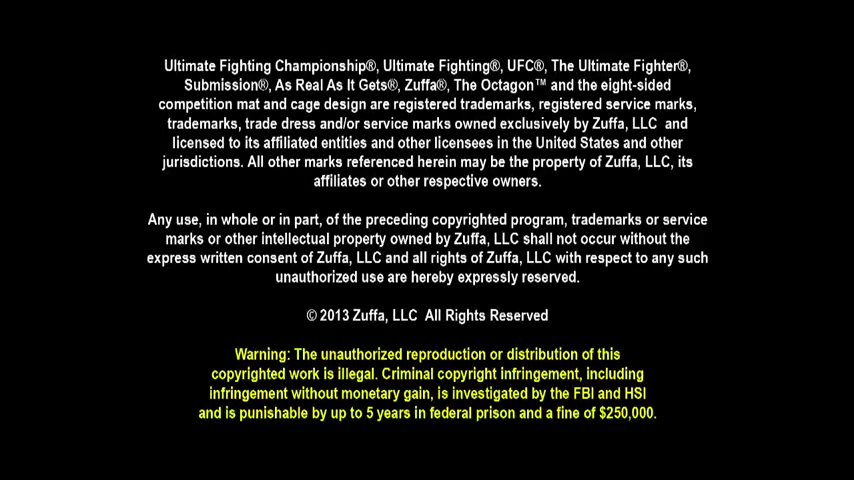 Ultimate Fighting Championship®, Ultimate Fighting®, UFC®, The Ultimate Fighter®,
Submission®, As Real As It Gets®, Zuffa®, The Octagon™ and the eight-sided
competition mat and cage design are registered trademarks, registered service marks,
trademarks, trade dress and/or service marks owned exclusively by Zuffa, LLC and
licensed to its affiliated entities and other licensees in the United States and other
jurisdictions. All other marks referenced herein may be the property of Zuffa, LLC, its
affiliates or other respective owners.
Any use, in whole or in part, of the preceding copyrighted program, trademarks or service
marks or other intellectual property owned by Zuffa, LLC shall not occur without the
express written consent of Zuffa, LLC and all rights of Zuffa, LLC with respect to any such
unauthorized use are hereby expressly reserved.
© 2013 Zuffa, LLC All Rights Reserved
Warning: The unauthorized reproduction or distribution of this
copyrighted work is illegal. Criminal copyright infringement, including
infringement without monetary gain, is investigated by the FBI and HSI
and is punishable by up to 5 years in federal prison and a fine of $250,000.